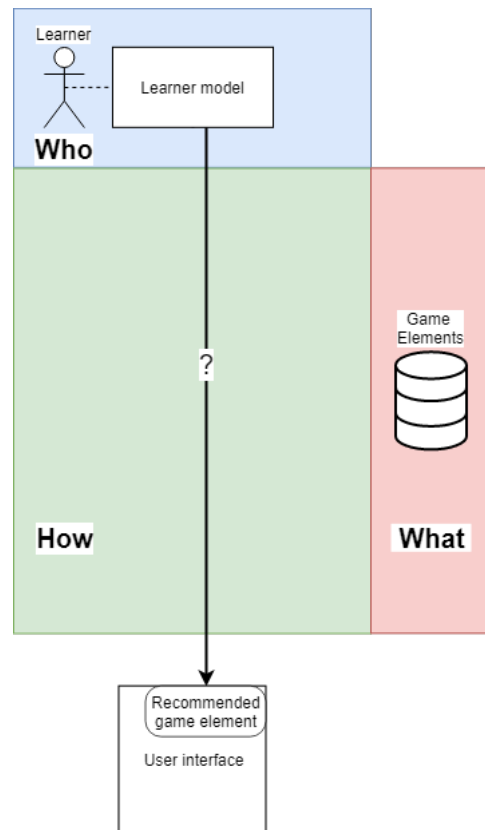 Learner
Learner model
Who
?
Game
Elements
How
What
Recommended
game element
User interface